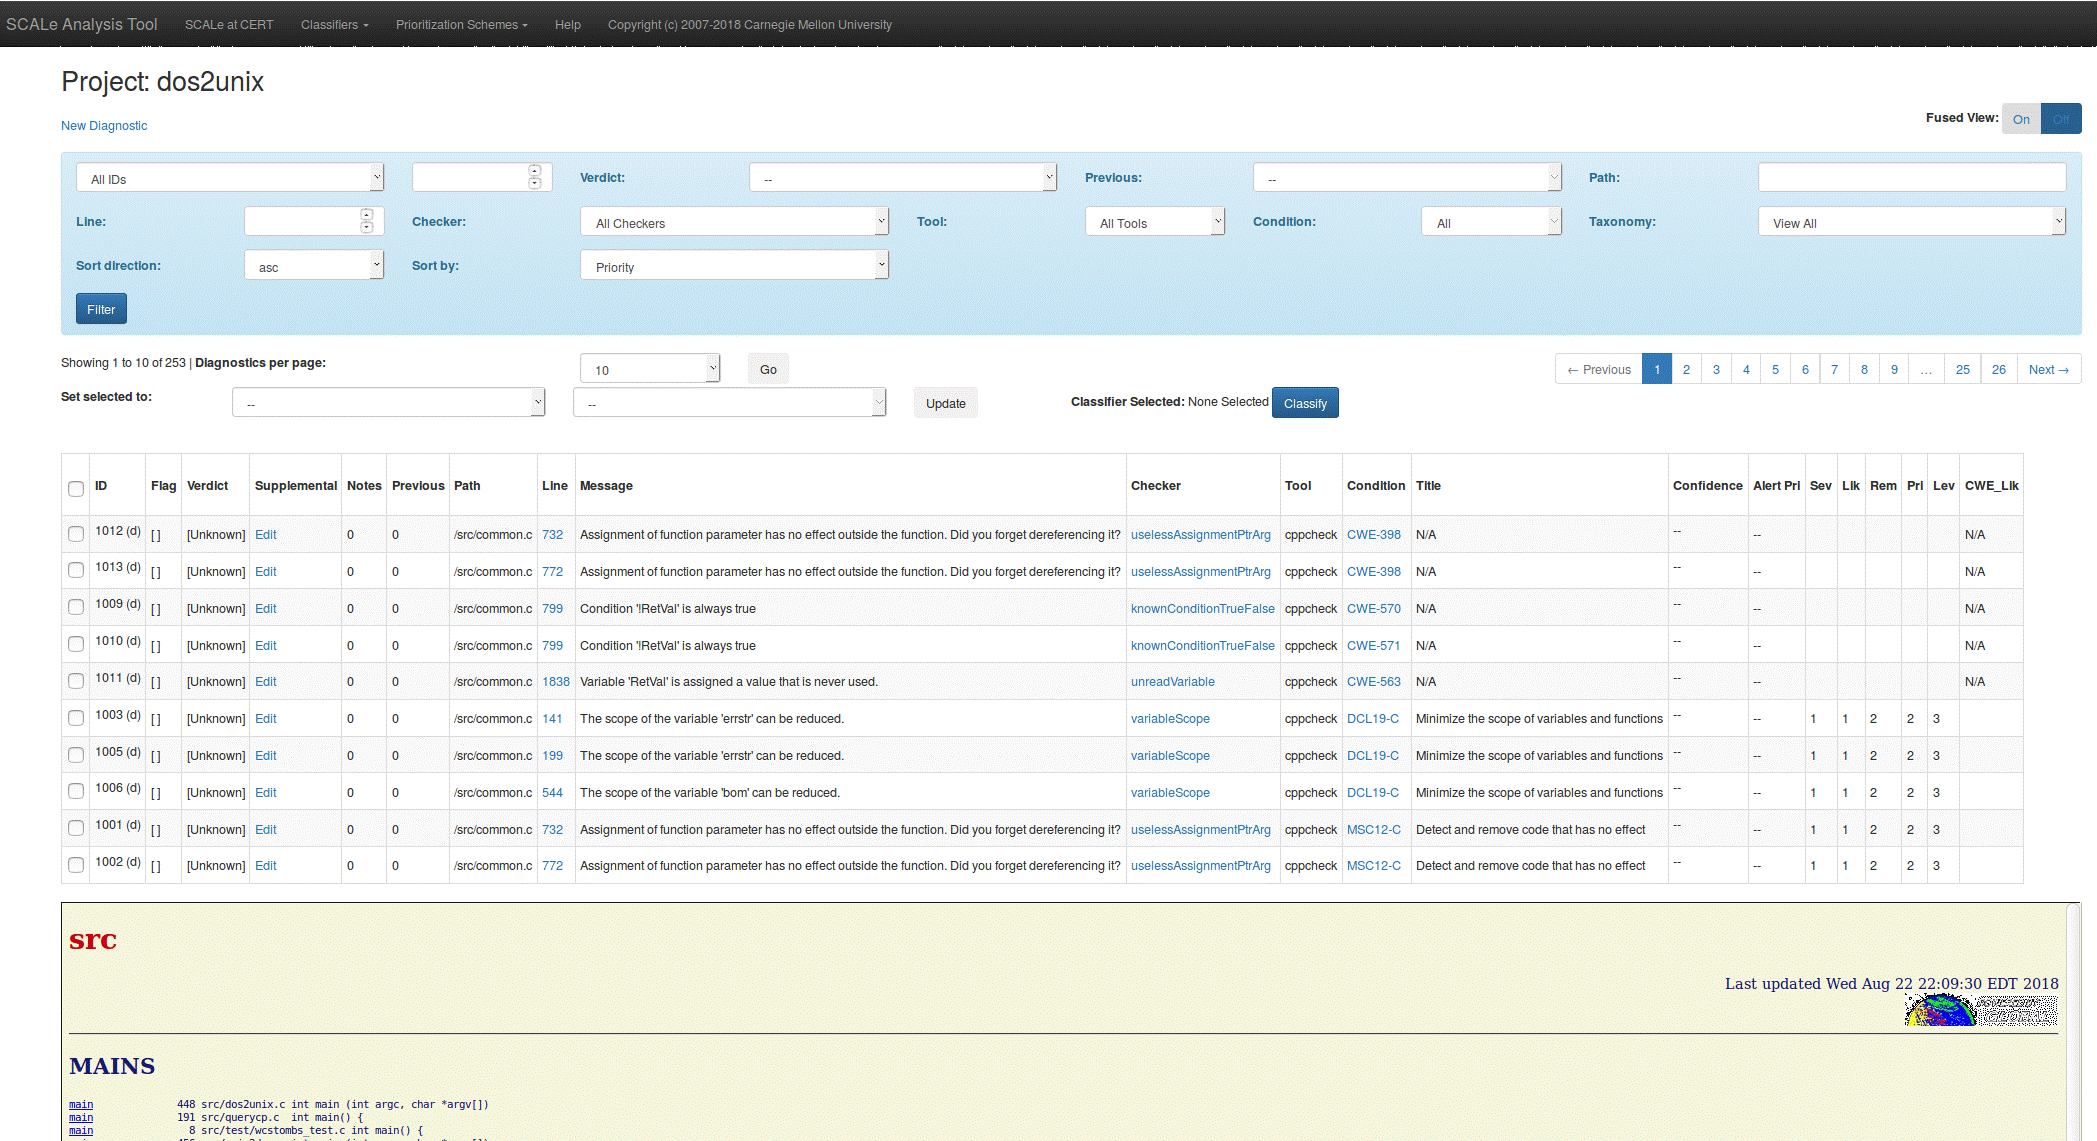 SCALe Analysis Tool SCALe at CERT Classifiers Prioritization Schemes Help Copyright (c) 2007-2018 Carnegie Mellon University
Project: dos2unix
New Diagnostic
Fused View: On Off
All IDs Verdict: -- Previous: -- Path:
Line: Checker: All Checkers Tool: All Tools Condition: All Taxonomy: View All
Sort direction: asc Sort by: Priority
Filter
Showing 1 to 10 of 253 | Diagnostics per page: 10 Go ← Previous 1 2 3 4 5 6 7 8 9 ... 25 26 Next →
Set selected to: -- -- Update Classifier Selected: None Selected Classify
ID Flag Verdict Supplemental Notes Previous Path Line Message Checker Tool Condition Title Confidence Alert Pri Sev Lik Rem Pri Lev CWE_Lik
1012 (d) [ ] [Unknown] Edit 0 0 /src/common.c 732 Assignment of function parameter has no effect outside the function. Did you forget dereferencing it? uselessAssignmentPtrArg cppcheck CWE-398 N/A -- -- N/A
1013 (d) [ ] [Unknown] Edit 0 0 /src/common.c 772 Assignment of function parameter has no effect outside the function. Did you forget dereferencing it? uselessAssignmentPtrArg cppcheck CWE-398 N/A -- -- N/A
1009 (d) [ ] [Unknown] Edit 0 0 /src/common.c 799 Condition '!RetVal' is always true knownConditionTrueFalse cppcheck CWE-570 N/A -- -- N/A
1010 (d) [ ] [Unknown] Edit 0 0 /src/common.c 799 Condition '!RetVal' is always true knownConditionTrueFalse cppcheck CWE-571 N/A -- -- N/A
1011 (d) [ ] [Unknown] Edit 0 0 /src/common.c 1838 Variable 'RetVal' is assigned a value that is never used. unreadVariable cppcheck CWE-563 N/A -- -- N/A
1003 (d) [ ] [Unknown] Edit 0 0 /src/common.c 141 The scope of the variable 'errstr' can be reduced. variableScope cppcheck DCL19-C Minimize the scope of variables and functions -- -- 1 1 2 2 3
1005 (d) [ ] [Unknown] Edit 0 0 /src/common.c 199 The scope of the variable 'errstr' can be reduced. variableScope cppcheck DCL19-C Minimize the scope of variables and functions -- -- 1 1 2 2 3
1006 (d) [ ] [Unknown] Edit 0 0 /src/common.c 544 The scope of the variable 'bom' can be reduced. variableScope cppcheck DCL19-C Minimize the scope of variables and functions -- -- 1 1 2 2 3
1001 (d) [ ] [Unknown] Edit 0 0 /src/common.c 732 Assignment of function parameter has no effect outside the function. Did you forget dereferencing it? uselessAssignmentPtrArg cppcheck MSC12-C Detect and remove code that has no effect -- -- 1 1 2 2 3
1002 (d) [ ] [Unknown] Edit 0 0 /src/common.c 772 Assignment of function parameter has no effect outside the function. Did you forget dereferencing it? uselessAssignmentPtrArg cppcheck MSC12-C Detect and remove code that has no effect -- -- 1 1 2 2 3
src
Last updated Wed Aug 22 22:09:30 EDT 2018
MAINS
main 448 src/dos2unix.c int main (int argc, char *argv[])
main 191 src/querycp.c int main() {
main 8 src/test/wcstombs_test.c int main() {